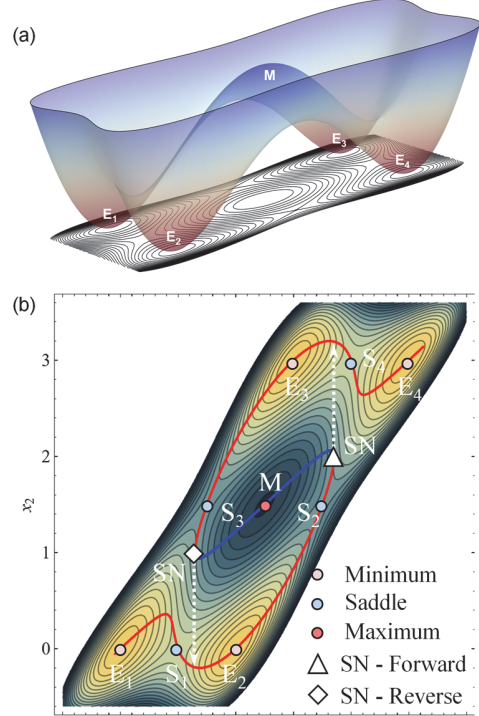 (a)
M
E3
E4
E1
E2
(b)
3
S4
E3
E4
SN
2
M
x2
S3
S2
1
SN
Minimum
Saddle
Maximum
0
E1
S1
E2
SN - Forward
SN - Reverse